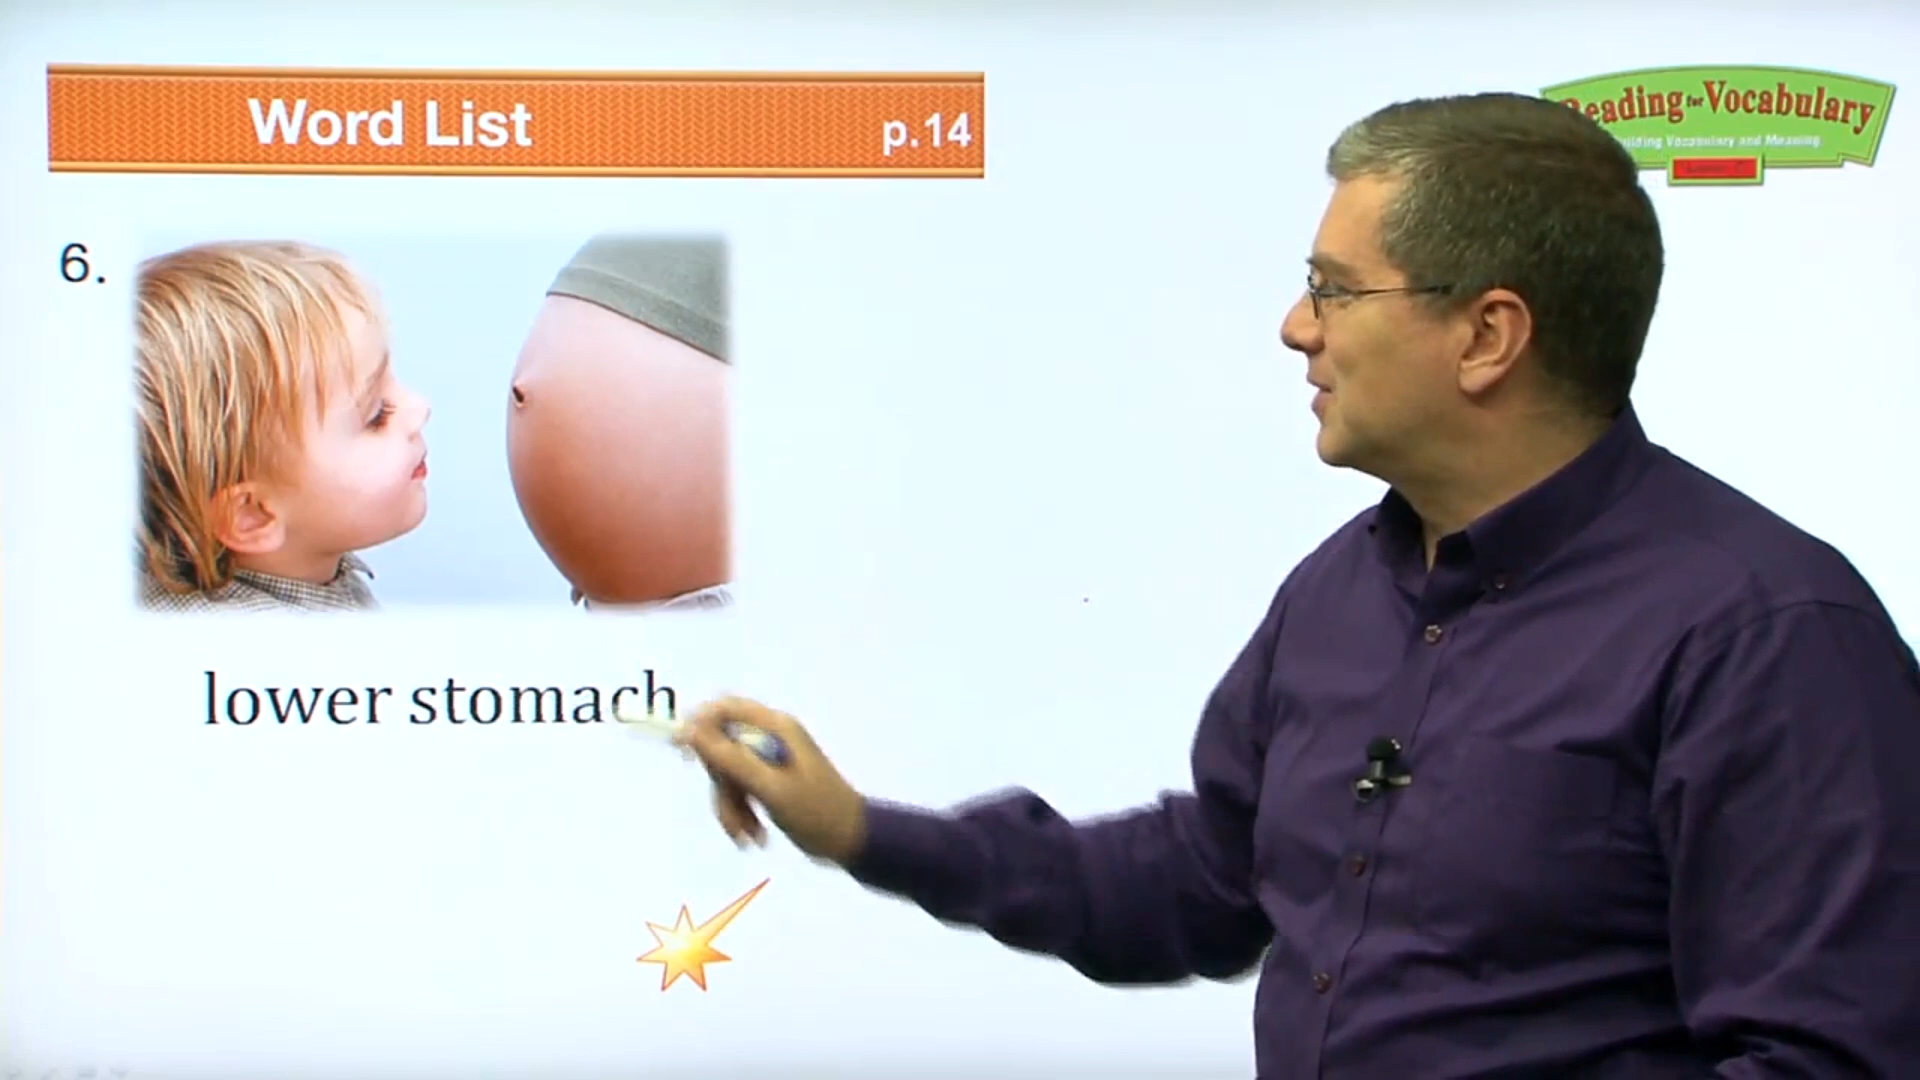 Word List
p.14
Reading for Vocabulary
Building Vocabulary and Meaning
6.
lower stomach